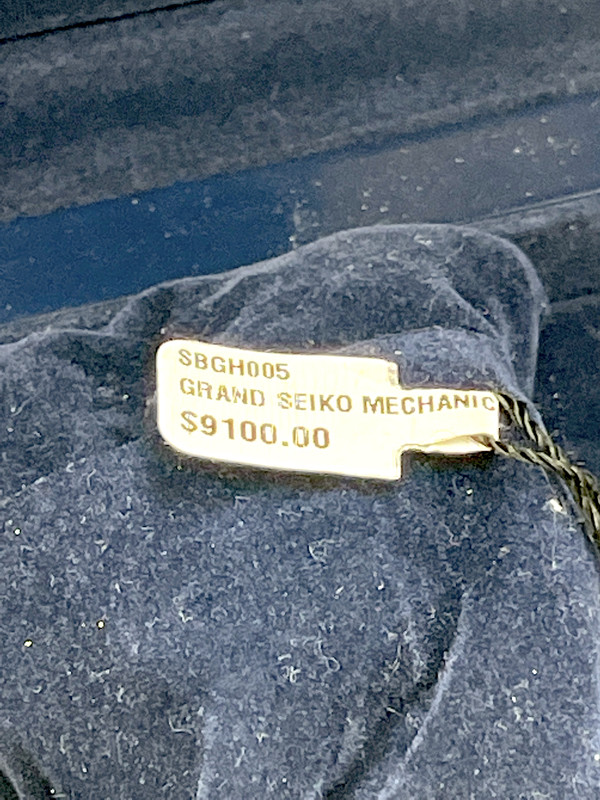 SBGH005
GRAND SEIKO MECHANIC
$9100.00